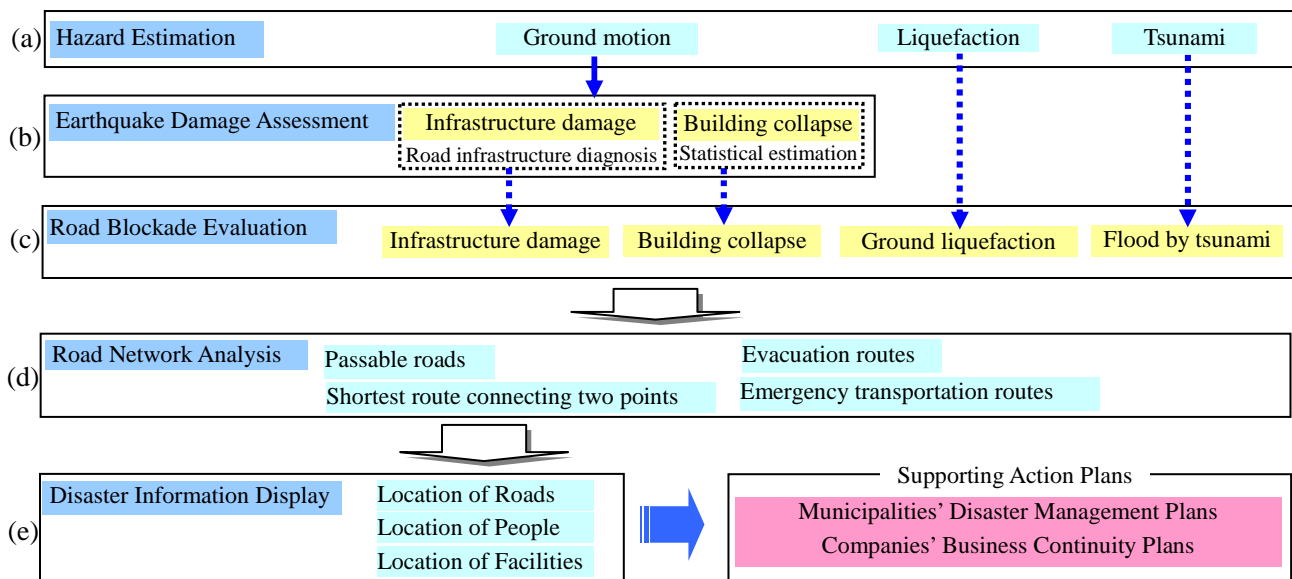 (a)
Hazard Estimation
Ground motion
Liquefaction
Tsunami
(b)
Earthquake Damage Assessment
Infrastructure damage
Road infrastructure diagnosis
Building collapse
Statistical estimation
(c)
Road Blockade Evaluation
Infrastructure damage
Building collapse
Ground liquefaction
Flood by tsunami
(d)
Road Network Analysis
Passable roads
Shortest route connecting two points
Evacuation routes
Emergency transportation routes
(e)
Disaster Information Display
Location of Roads
Location of People
Location of Facilities
Supporting Action Plans
Municipalities’ Disaster Management Plans
Companies’ Business Continuity Plans